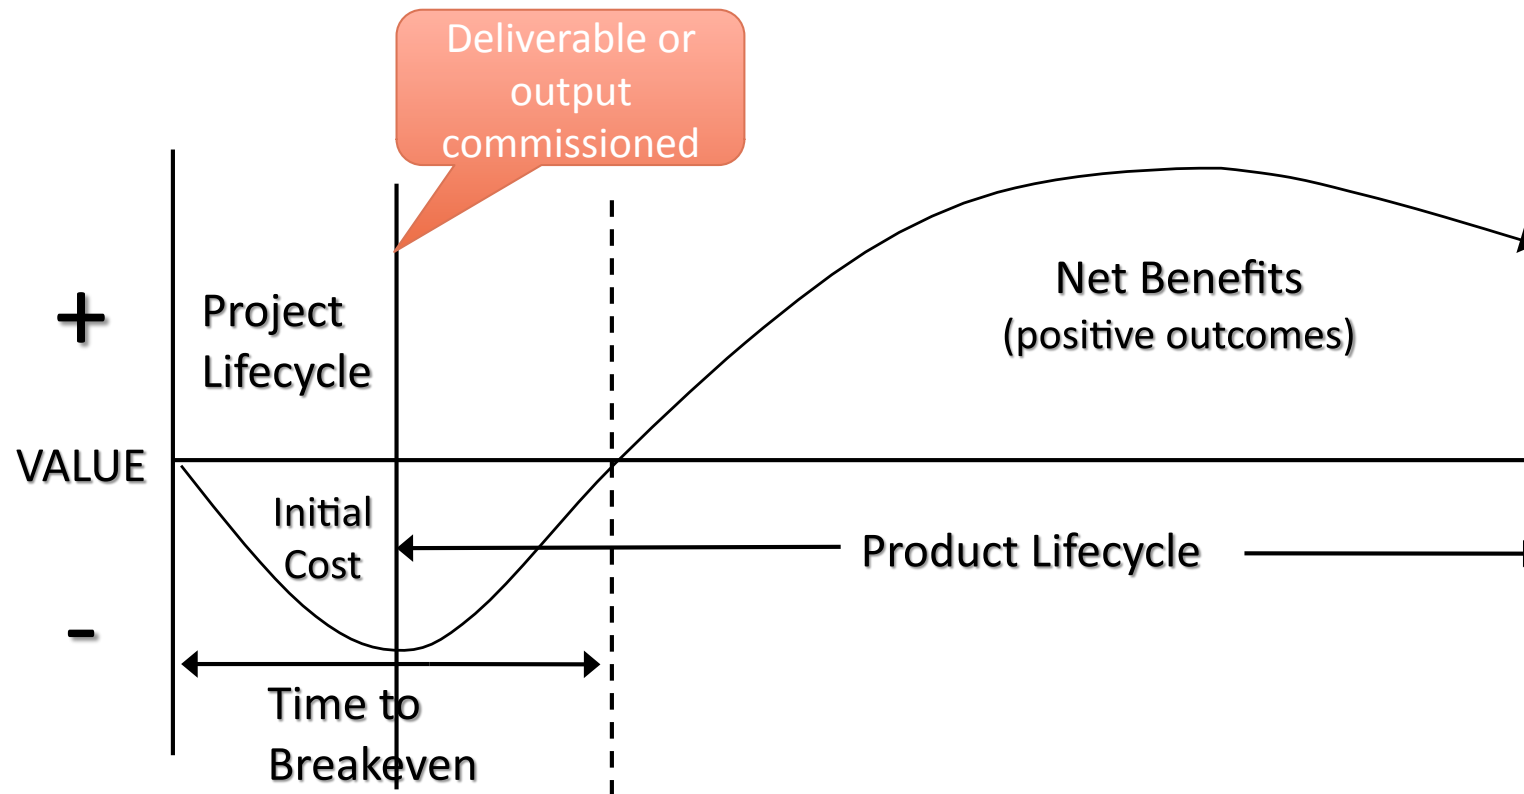 Deliverable or
output
commissioned
+
Project
Lifecycle
Net Benefits
(positive outcomes)
VALUE
Initial
Cost
Product Lifecycle
-
Time to
Breakeven